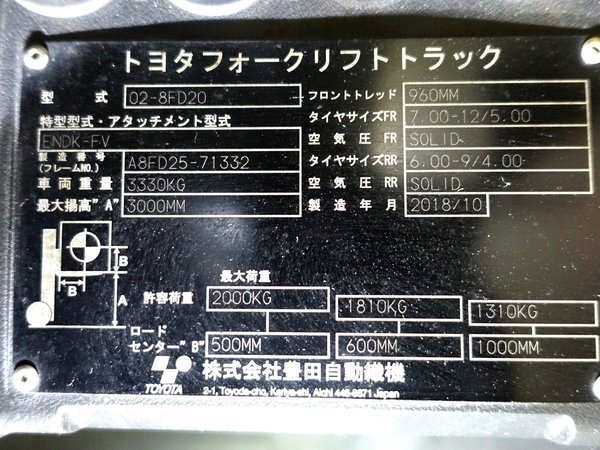 トヨタフォークリフトトラック
型式 02-8FD20 フロントトレッド 960MM
特型型式・アタッチメント型式 タイヤサイズFR 7.00-12/5.00
ENDK-FV 空気圧 FR SOLID
製造番号(フレームNO.) A8FD25-71332 タイヤサイズRR 6.00-9/4.00
車両重量 3330KG 空気圧 RR SOLID
最大揚高"A" 3000MM 製造年月 2018/10
B
B
A
最大荷重
許容荷重 2000KG 1810KG 1310KG
ロードセンター"B" 500MM 600MM 1000MM
TOYOTA 株式会社豊田自動織機
2-1, Toyoda-cho, Kariya-shi, Aichi 448-8671 Japan